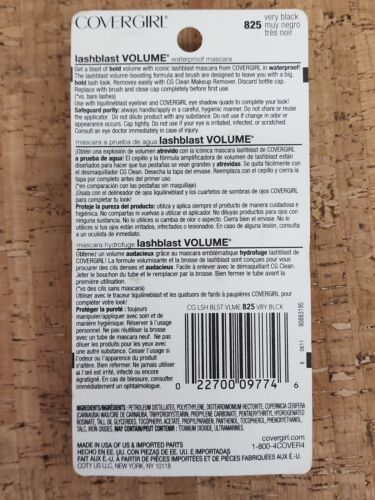 COVERGIRL
825 very black
muy negro
très noir
lashblast VOLUME® waterproof mascara
Get a blast of bold volume with iconic lashblast mascara from COVERGIRL in waterproof!
The lash volume-boosting formula and brush are designed to leave you with a big,
bold lash look. Removes easily with CG Clean Makeup Remover. Discard bottle cap.
Replace with brush and close cap completely before first use.
(*vs. bare lashes)
Use with liquilineblast eyeliner and COVERGIRL eye shadow quads to complete your look!
Safeguard purity: always handle/apply in a careful, hygienic manner. Do not share or reuse
the applicator. Do not dilute product with any substance. Do not use if change in odor or
appearance occurs. Cap tightly. Do not use if your eye is irritated, infected, or scratched.
Consult an eye doctor immediately in case of injury.
mascara a prueba de agua lashblast VOLUME®
¡Obtén una explosión de volumen atrevido con la icónica máscara lashblast de COVERGIRL
a prueba de agua! El cepillo y la fórmula amplificadora de volumen de lashblast están
diseñados para hacer que tus pestañas se vean grandes y atrevidas. Se quita fácilmente con
el desmaquillador CG Clean. Desecha la tapa del envase. Reemplaza con el cepillo y cierra la
tapa por completo antes del primer uso.
(*en comparación con las pestañas sin maquillaje)
¡Úsala con el delineador de ojos liquilineblast y los cuartetos de sombras de ojos COVERGIRL
para completar tu look!
Proteje la pureza del producto: utiliza y aplica siempre el producto de manera cuidadosa e
higiénica. No compartas ni vuelvas a utilizar el aplicador. No diluyas producto para ojos con
ninguna sustancia. No lo utilices si cambia de olor o aspecto. Cierra bien el envase. No lo
utilices si tus ojos están irritados, infectados o lesionados. En caso de alguna lesión, consulta
a un oculista de inmediato.
mascara hydrofuge lashblast VOLUME®
Obtenez un volume audacieux grâce au mascara emblématique hydrofuge lashblast de
COVERGIRL! La formule volumisante et la brosse de lashblast sont conçues pour vous
procurer des cils denses et audacieux. Facile à enlever avec le démaquillant CG Clean.
Jeter le bouchon du tube. Remplacer le bouchon par la brosse et bien fermer avant
la première utilisation.
(*vs des cils sans mascara)
Utiliser avec le traceur liquilineblast et les quatuors de fards à paupières COVERGIRL
pour un look complet!
Protéger la pureté : toujours
manipuler/appliquer avec soin et de
manière hygiénique. Réserver à l'usage
personnel. Ne pas réutiliser la brosse
avec un tube de mascara neuf. Ne pas
diluer le produit avec d'autres
substances. Cesser l'usage si
l'odeur ou l'apparence du produit
s'altère. Bien refermer. Ne jamais
utiliser si l'œil est irrité, infecté ou
encore égratigné. En cas de
blessure, consulter
immédiatement un ophtalmologue.
CG LSH BLST VLME 825 VRY BLCK
0 22700 09774 6
90883195
0611
INGREDIENTS/INGRÉDIENTS: PETROLEUM DISTILLATES, POLYETHYLENE, DISTEARDIMONIUM HECTORITE, COPERNICIA CERIFERA
(CARNAUBA) WAX/CIRE DE CARNAUBA, TRIHYDROXYSTEARIN, PROPYLENE CARBONATE, PENTAERYTHRITYL HYDROGENATED
ROSINATE, TALL OIL GLYCERIDES, TOCOPHEROL, TOCOPHERYL ACETATE, PANTHENOL, PROPYLPARABEN, PHENOXYETHANOL,
TALC, IRON OXIDES. MAY CONTAIN/PEUT CONTENIR: TITANIUM DIOXIDE, ULTRAMARINES.
MADE IN USA OF US & IMPORTED PARTS
HECHO EN EE. UU. CON PARTES DE EE. UU. E IMPORTADAS
FAIT AUX É.-U. À PARTIR DE PIÈCES IMPORTÉES ET DE PIÈCES FABRIQUÉES AUX É.-U.
COTY US LLC, NEW YORK, NY 10118
covergirl.com
1-800-4COVER4